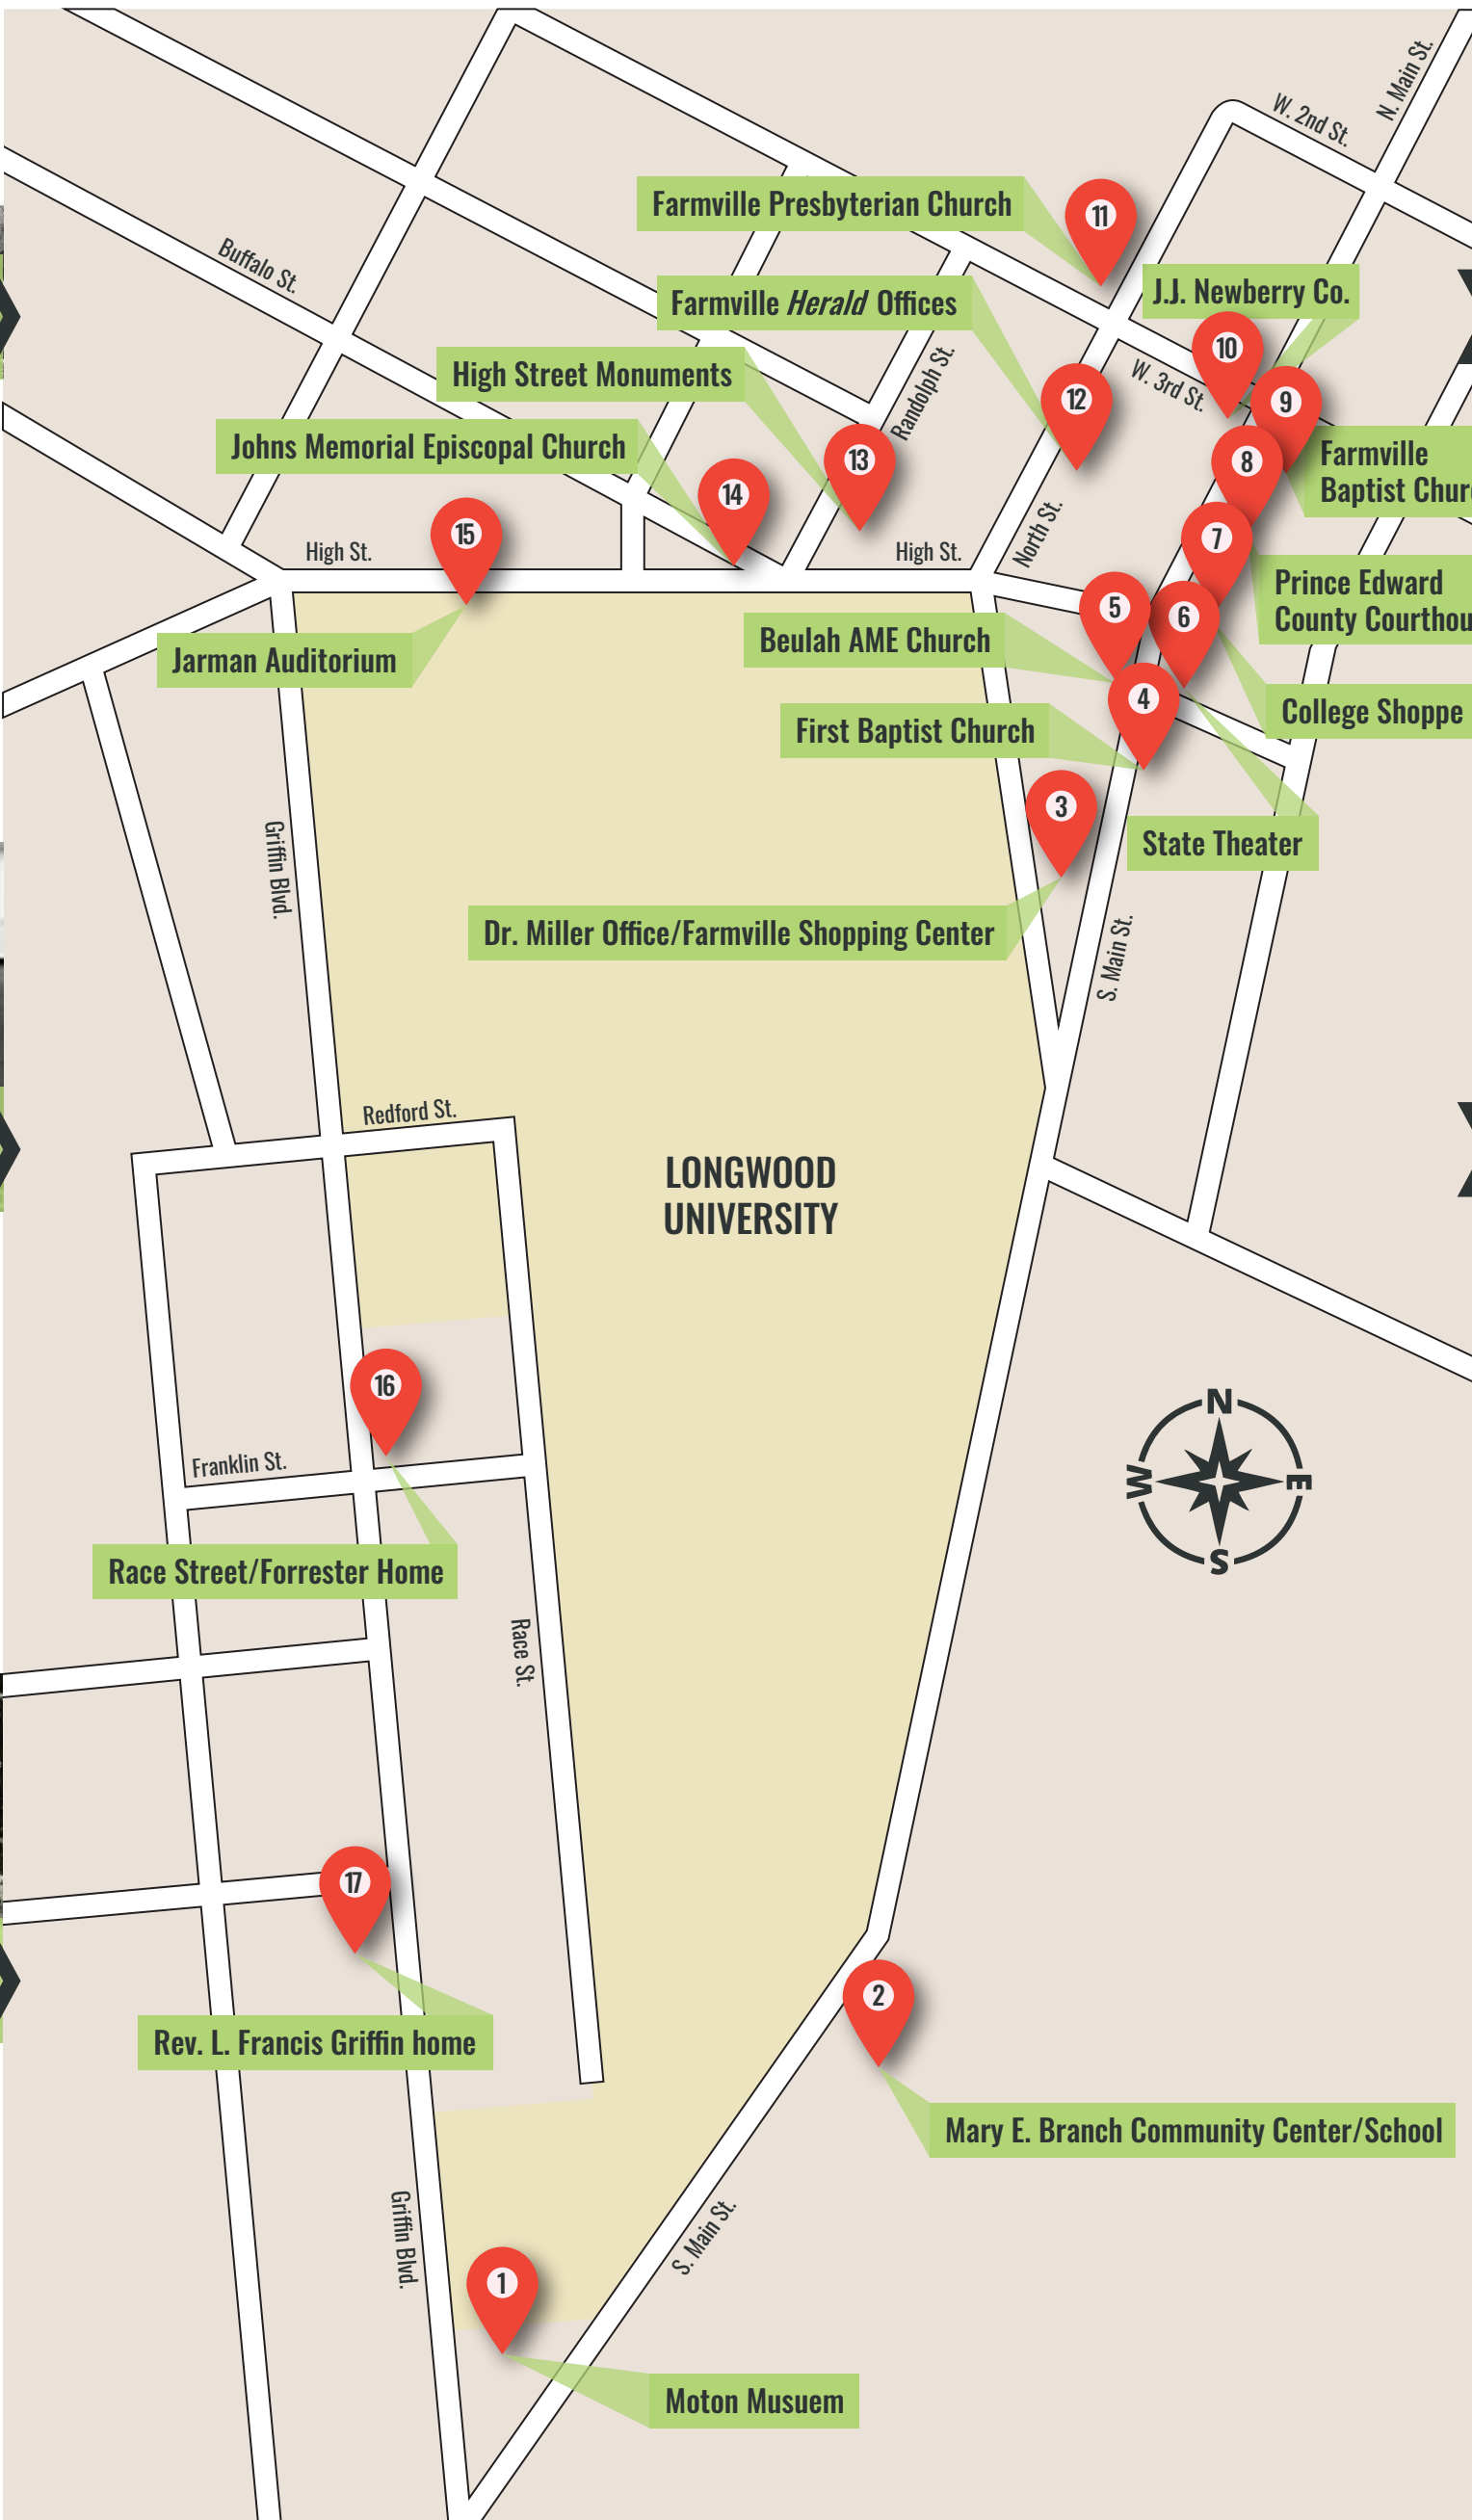 N. Main St.
W. 2nd St.
Farmville Presbyterian Church
11
Buffalo St.
J.J. Newberry Co.
Farmville Herald Offices
10
W. 3rd St.
High Street Monuments
Randolph St.
12
9
Johns Memorial Episcopal Church
13
8
Farmville
Baptist
14
15
North St.
7
High St.
High St.
Prince Edward
County
5
6
Beulah AME Church
Jarman Auditorium
4
College Shoppe
First Baptist Church
3
State Theater
Griffin Blvd.
Dr. Miller Office/Farmville Shopping Center
S. Main St.
Redford St.
LONGWOOD
UNIVERSITY
16
N
W
E
S
Franklin St.
Race Street/Forrester Home
Race St.
17
2
Rev. L. Francis Griffin home
Mary E. Branch Community Center/School
Griffin Blvd.
S. Main St.
1
Moton Musuem